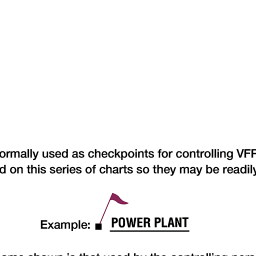 ormally used as checkpoints for controlling VFR
d on this series of charts so they may be readily
Example: POWER PLANT
ame shown is that used by the controlling pers